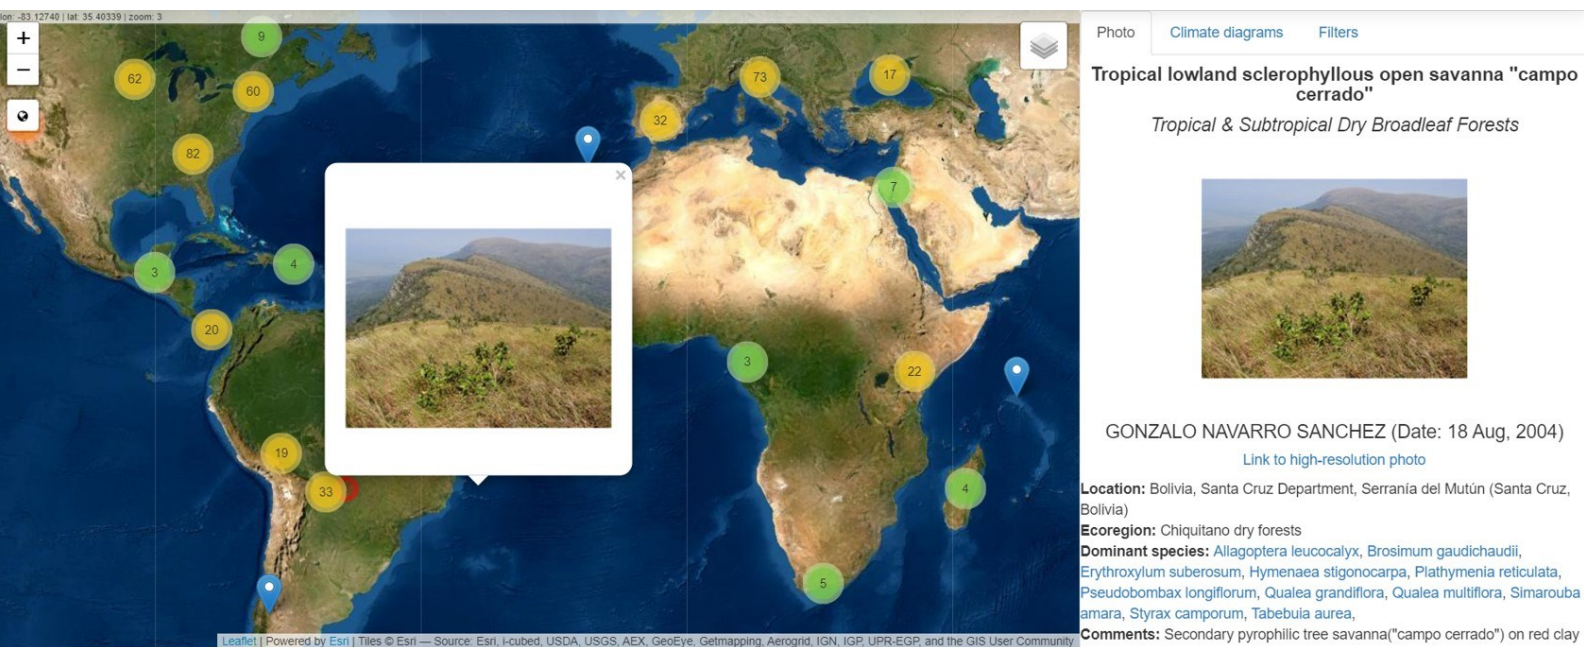 lon: -83.12740 | lat: 35.40339 | zoom: 3
+
−
9
62
60
82
73
17
32
7
3
4
20
3
22
19
33
4
5
×
Leaflet | Powered by Esri | Tiles © Esri — Source: Esri, i-cubed, USDA, USGS, AEX, GeoEye, Getmapping, Aerogrid, IGN, IGP, UPR-EGP, and the GIS User Community
Photo Climate diagrams Filters
Tropical lowland sclerophyllous open savanna "campo
cerrado"
Tropical & Subtropical Dry Broadleaf Forests
GONZALO NAVARRO SANCHEZ (Date: 18 Aug, 2004)
Link to high-resolution photo
Location: Bolivia, Santa Cruz Department, Serranía del Mutún (Santa Cruz,
Bolivia)
Ecoregion: Chiquitano dry forests
Dominant species: Allagoptera leucocalyx, Brosimum gaudichaudii,
Erythroxylum suberosum, Hymenaea stigonocarpa, Plathymenia reticulata,
Pseudobombax longiflorum, Qualea grandiflora, Qualea multiflora, Simarouba
amara, Styrax camporum, Tabebuia aurea,
Comments: Secondary pyrophilic tree savanna("campo cerrado") on red clay